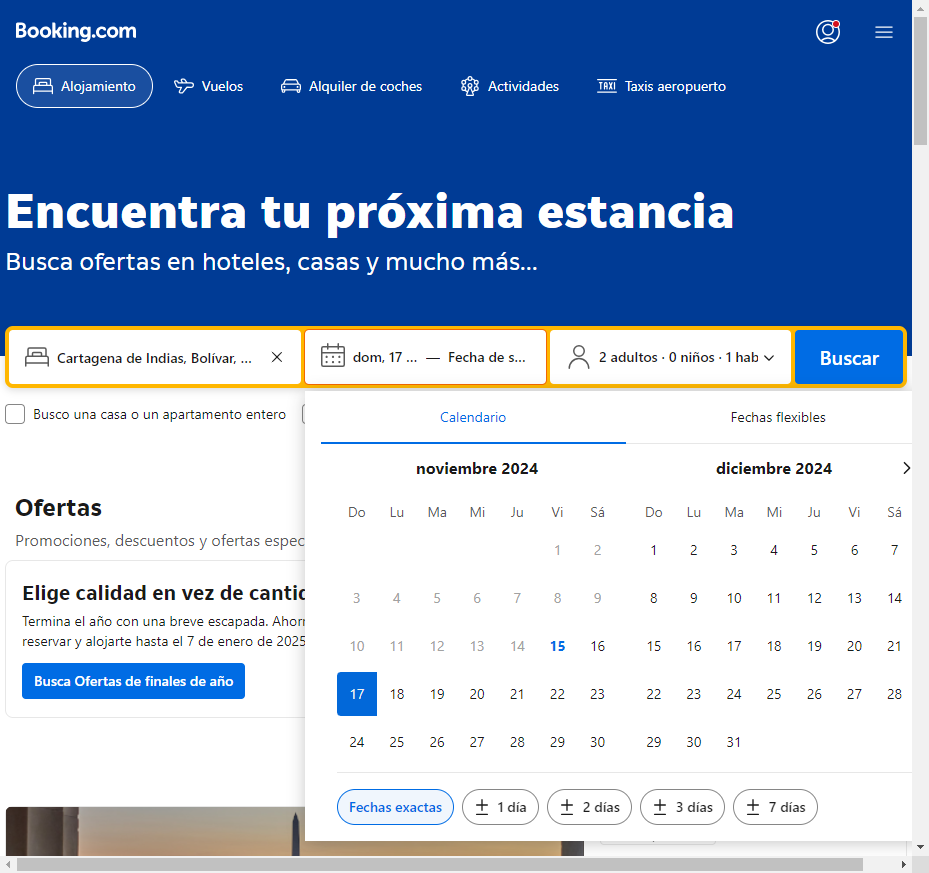 Booking.com
Alojamiento
Vuelos
Alquiler de coches
Actividades
TAXI Taxis aeropuerto
Encuentra tu próxima estancia
Busca ofertas en hoteles, casas y mucho más...
Cartagena de Indias, Bolívar, ...
dom, 17 ... — Fecha de s...
2 adultos · 0 niños · 1 hab
Buscar
Busco una casa o un apartamento entero
Calendario
Fechas flexibles
Ofertas
Promociones, descuentos y ofertas espec
Elige calidad en vez de cantid
Termina el año con una breve escapada. Ahorr
reservar y alojarte hasta el 7 de enero de 2025
Busca Ofertas de finales de año
noviembre 2024
Do Lu Ma Mi Ju Vi Sá
1 2
3 4 5 6 7 8 9
10 11 12 13 14 15 16
17 18 19 20 21 22 23
24 25 26 27 28 29 30
diciembre 2024
Do Lu Ma Mi Ju Vi Sá
1 2 3 4 5 6 7
8 9 10 11 12 13 14
15 16 17 18 19 20 21
22 23 24 25 26 27 28
29 30 31
Fechas exactas
± 1 día
± 2 días
± 3 días
± 7 días